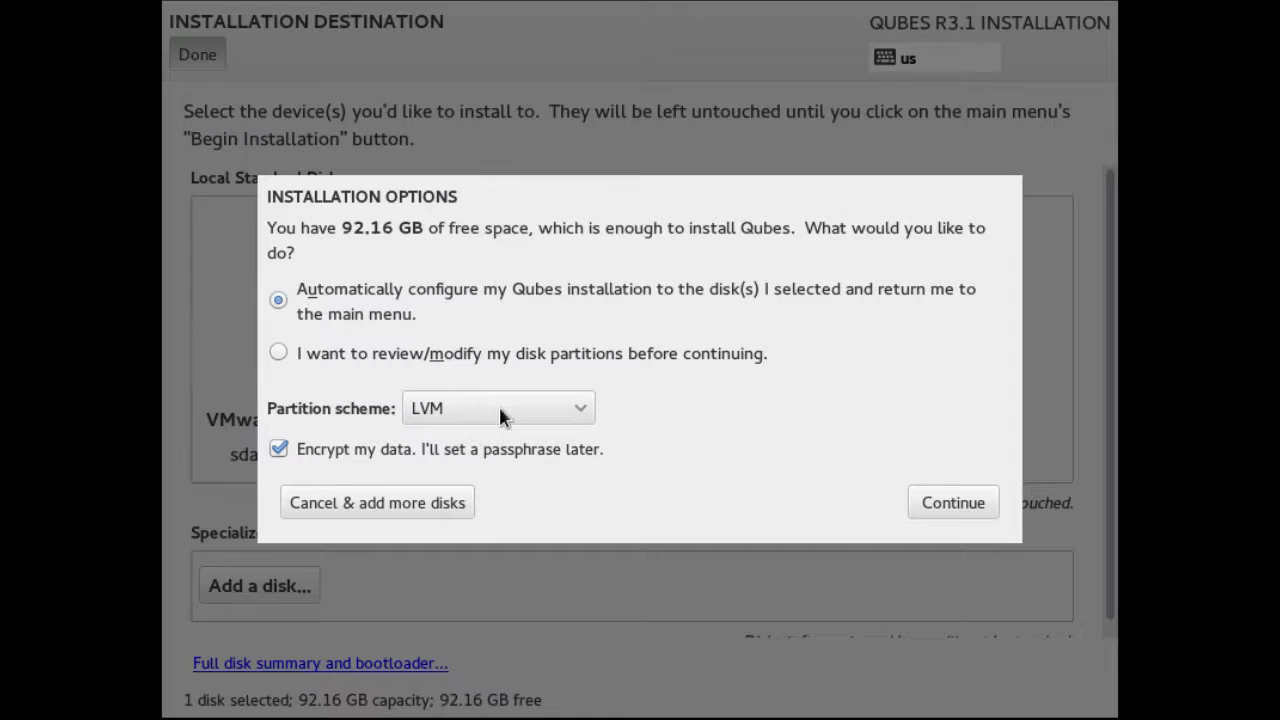 INSTALLATION DESTINATION
QUBES R3.1 INSTALLATION
Done
us
Select the device(s) you'd like to install to. They will be left untouched until you click on the main menu's
"Begin Installation" button.
Local
INSTALLATION OPTIONS
You have 92.16 GB of free space, which is enough to install Qubes. What would you like to
do?
Automatically configure my Qubes installation to the disk(s) I selected and return me to
the main menu.
I want to review/modify my disk partitions before continuing.
VMwa
Partition scheme: LVM
sda
Encrypt my data. I'll set a passphrase later.
Cancel & add more disks
Continue
ouched.
Specializ
Add a disk...
Full disk summary and bootloader...
1 disk selected; 92.16 GB capacity; 92.16 GB free